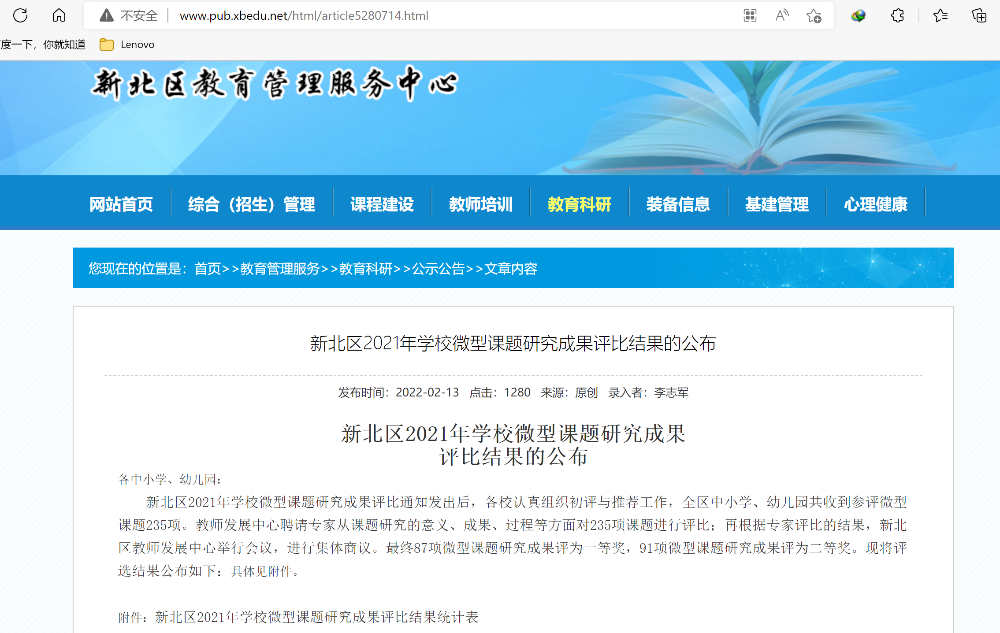 不安全 www.pub.xbedu.net/html/article5280714.html
度一下，你就知道 Lenovo
新北区教育管理服务中心
网站首页 综合（招生）管理 课程建设 教师培训 教育科研 装备信息 基建管理 心理健康
您现在的位置是：首页>>教育管理服务>>教育科研>>公示公告>>文章内容
新北区2021年学校微型课题研究成果评比结果的公布
发布时间：2022-02-13 点击：1280 来源：原创 录入者：李志军
新北区2021年学校微型课题研究成果
评比结果的公布
各中小学、幼儿园：
新北区2021年学校微型课题研究成果评比通知发出后，各校认真组织初评与推荐工作，全区中小学、幼儿园共收到参评微型
课题235项。教师发展中心聘请专家从课题研究的意义、成果、过程等方面对235项课题进行评比；再根据专家评比的结果，新北
区教师发展中心举行会议，进行集体商议。最终87项微型课题研究成果评为一等奖，91项微型课题研究成果评为二等奖。现将评
选结果公布如下：具体见附件。
附件：新北区2021年学校微型课题研究成果评比结果统计表